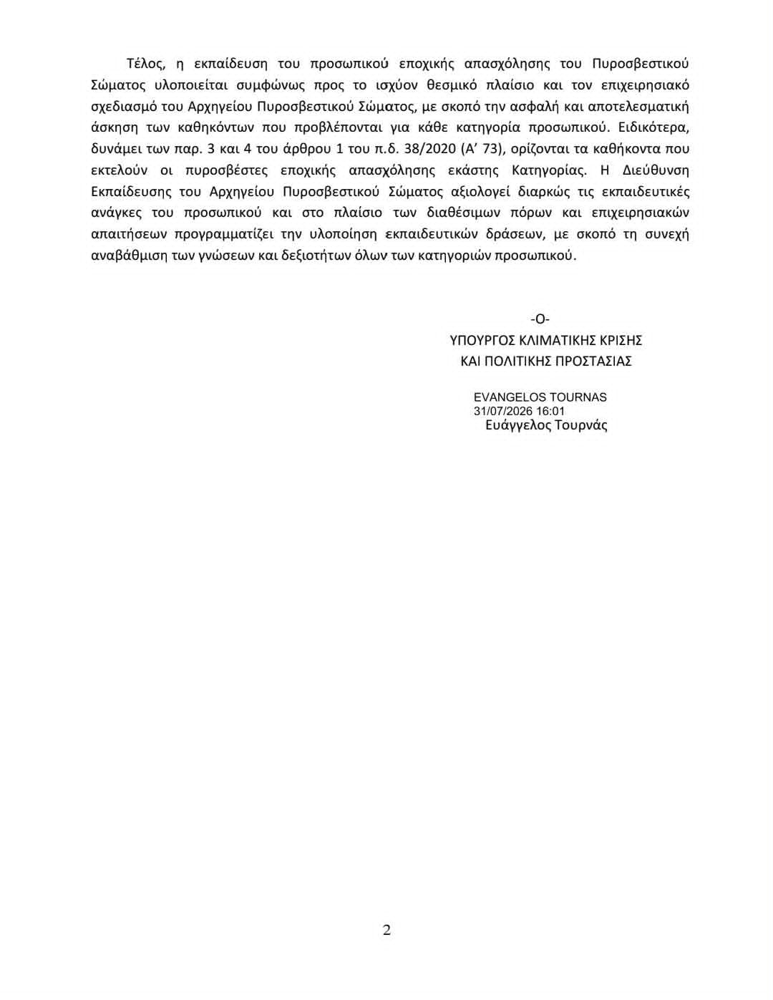 Τέλος, η εκπαίδευση του προσωπικού εποχικής απασχόλησης του Πυροσβεστικού
Σώματος υλοποιείται συμφώνως προς το ισχύον θεσμικό πλαίσιο και τον επιχειρησιακό
σχεδιασμό του Αρχηγείου Πυροσβεστικού Σώματος, με σκοπό την ασφαλή και αποτελεσματική
άσκηση των καθηκόντων που προβλέπονται για κάθε κατηγορία προσωπικού. Ειδικότερα,
δυνάμει των παρ. 3 και 4 του άρθρου 1 του π.δ. 38/2020 (Α’ 73), ορίζονται τα καθήκοντα που
εκτελούν οι πυροσβέστες εποχικής απασχόλησης εκάστης Κατηγορίας. Η Διεύθυνση
Εκπαίδευσης του Αρχηγείου Πυροσβεστικού Σώματος αξιολογεί διαρκώς τις εκπαιδευτικές
ανάγκες του προσωπικού και στο πλαίσιο των διαθέσιμων πόρων και επιχειρησιακών
απαιτήσεων προγραμματίζει την υλοποίηση εκπαιδευτικών δράσεων, με σκοπό τη συνεχή
αναβάθμιση των γνώσεων και δεξιοτήτων όλων των κατηγοριών προσωπικού.
-Ο-
ΥΠΟΥΡΓΟΣ ΚΛΙΜΑΤΙΚΗΣ ΚΡΙΣΗΣ
ΚΑΙ ΠΟΛΙΤΙΚΗΣ ΠΡΟΣΤΑΣΙΑΣ
EVANGELOS TOURNAS
31/07/2026 16:01
Ευάγγελος Τουρνάς
2